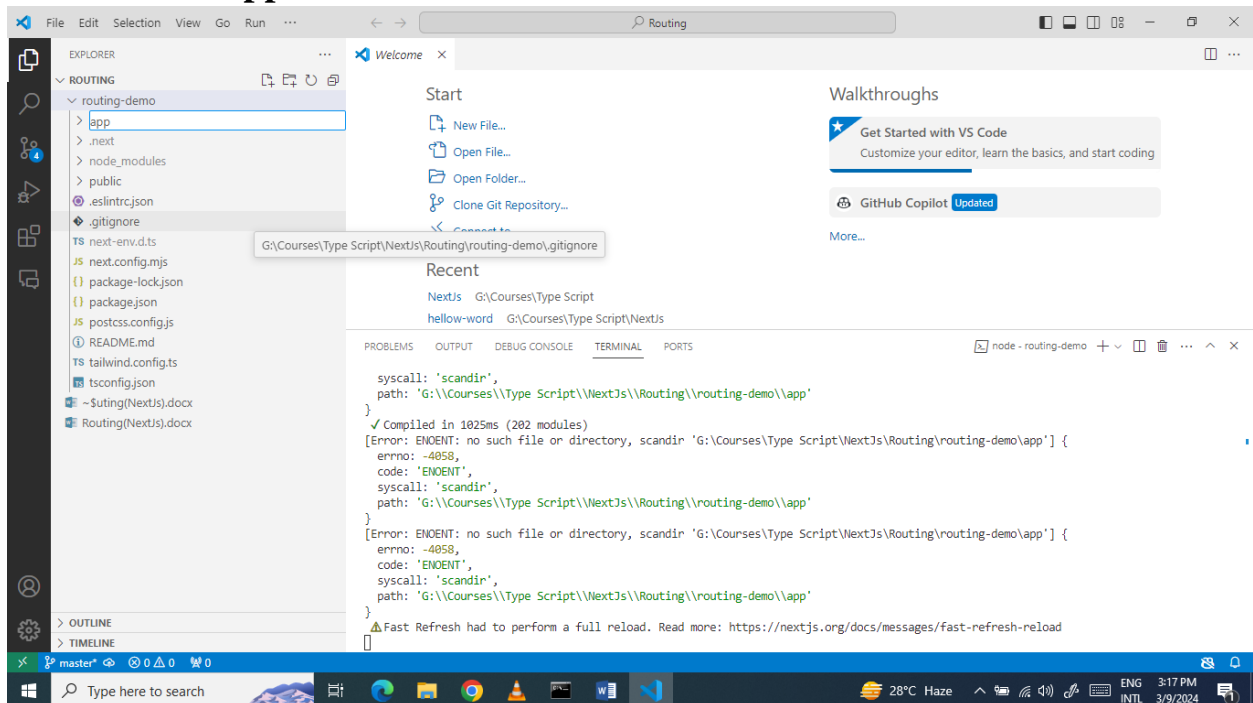 File Edit Selection View Go Run ···
Routing
EXPLORER ···
ROUTING
routing-demo
app
.next
node_modules
public
.eslintrc.json
.gitignore
TS next-env.d.ts
JS next.config.mjs
{} package-lock.json
{} package.json
JS postcss.config.js
README.md
TS tailwind.config.ts
TS tsconfig.json
~$uting(NextJs).docx
Routing(NextJs).docx
OUTLINE
TIMELINE
4
G:\Courses\Type Script\NextJs\Routing\routing-demo\.gitignore
Welcome
Start
New File...
Open File...
Open Folder...
Clone Git Repository...
Connect to...
Recent
NextJs G:\Courses\Type Script
hellow-word G:\Courses\Type Script\NextJs
Walkthroughs
Get Started with VS Code
Customize your editor, learn the basics, and start coding
GitHub Copilot Updated
More...
PROBLEMS OUTPUT DEBUG CONSOLE TERMINAL PORTS node - routing-demo
syscall: 'scandir',
path: 'G:\\Courses\\Type Script\\NextJs\\Routing\\routing-demo\\app'
}
✓ Compiled in 1025ms (202 modules)
[Error: ENOENT: no such file or directory, scandir 'G:\Courses\Type Script\NextJs\Routing\routing-demo\app'] {
errno: -4058,
code: 'ENOENT',
syscall: 'scandir',
path: 'G:\\Courses\\Type Script\\NextJs\\Routing\\routing-demo\\app'
}
[Error: ENOENT: no such file or directory, scandir 'G:\Courses\Type Script\NextJs\Routing\routing-demo\app'] {
errno: -4058,
code: 'ENOENT',
syscall: 'scandir',
path: 'G:\\Courses\\Type Script\\NextJs\\Routing\\routing-demo\\app'
}
⚠ Fast Refresh had to perform a full reload. Read more: https://nextjs.org/docs/messages/fast-refresh-reload
master* 0 0 0
Type here to search
28°C Haze
ENG
INTL
3:17 PM
3/9/2024
1